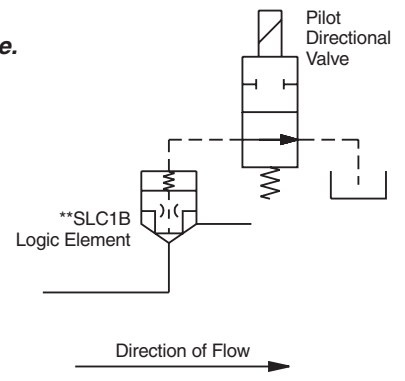 Pilot
Directional
Valve
e.
**SLC1B
Logic Element
Direction of Flow